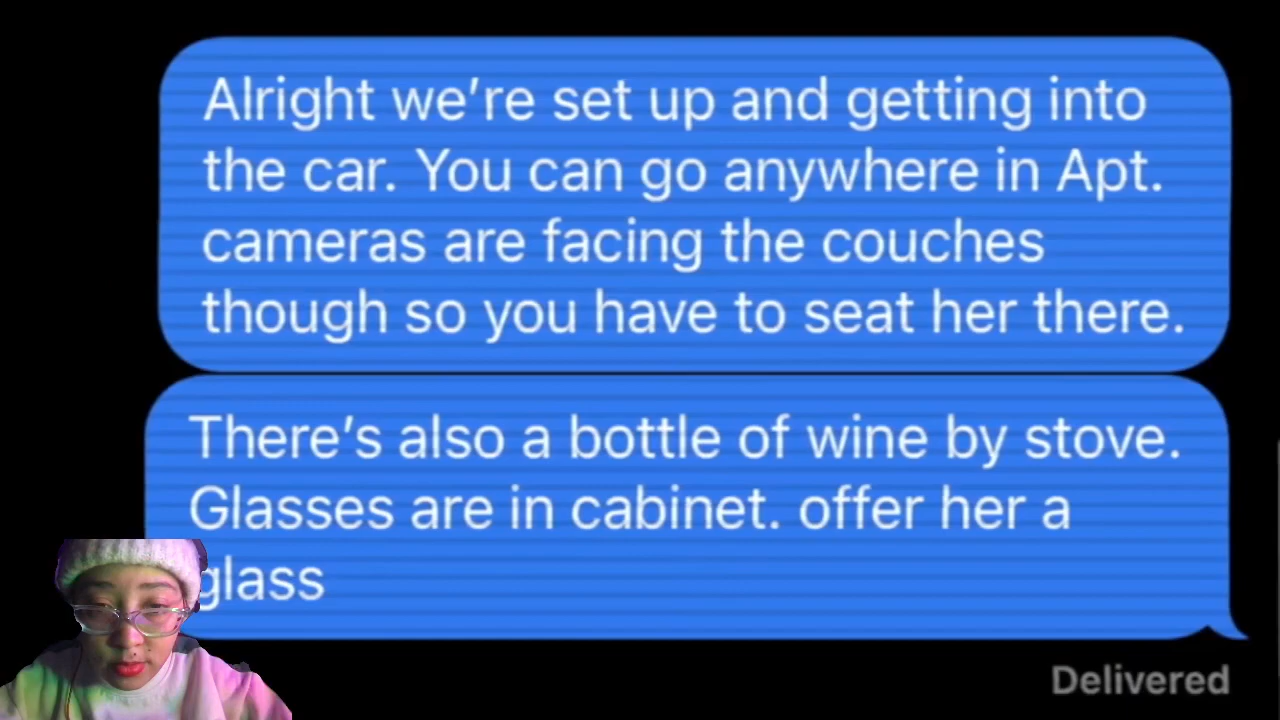 Alright we're set up and getting into
the car. You can go anywhere in Apt.
cameras are facing the couches
though so you have to seat her there.
There's also a bottle of wine by stove.
Glasses are in cabinet. offer her a
glass
Delivered